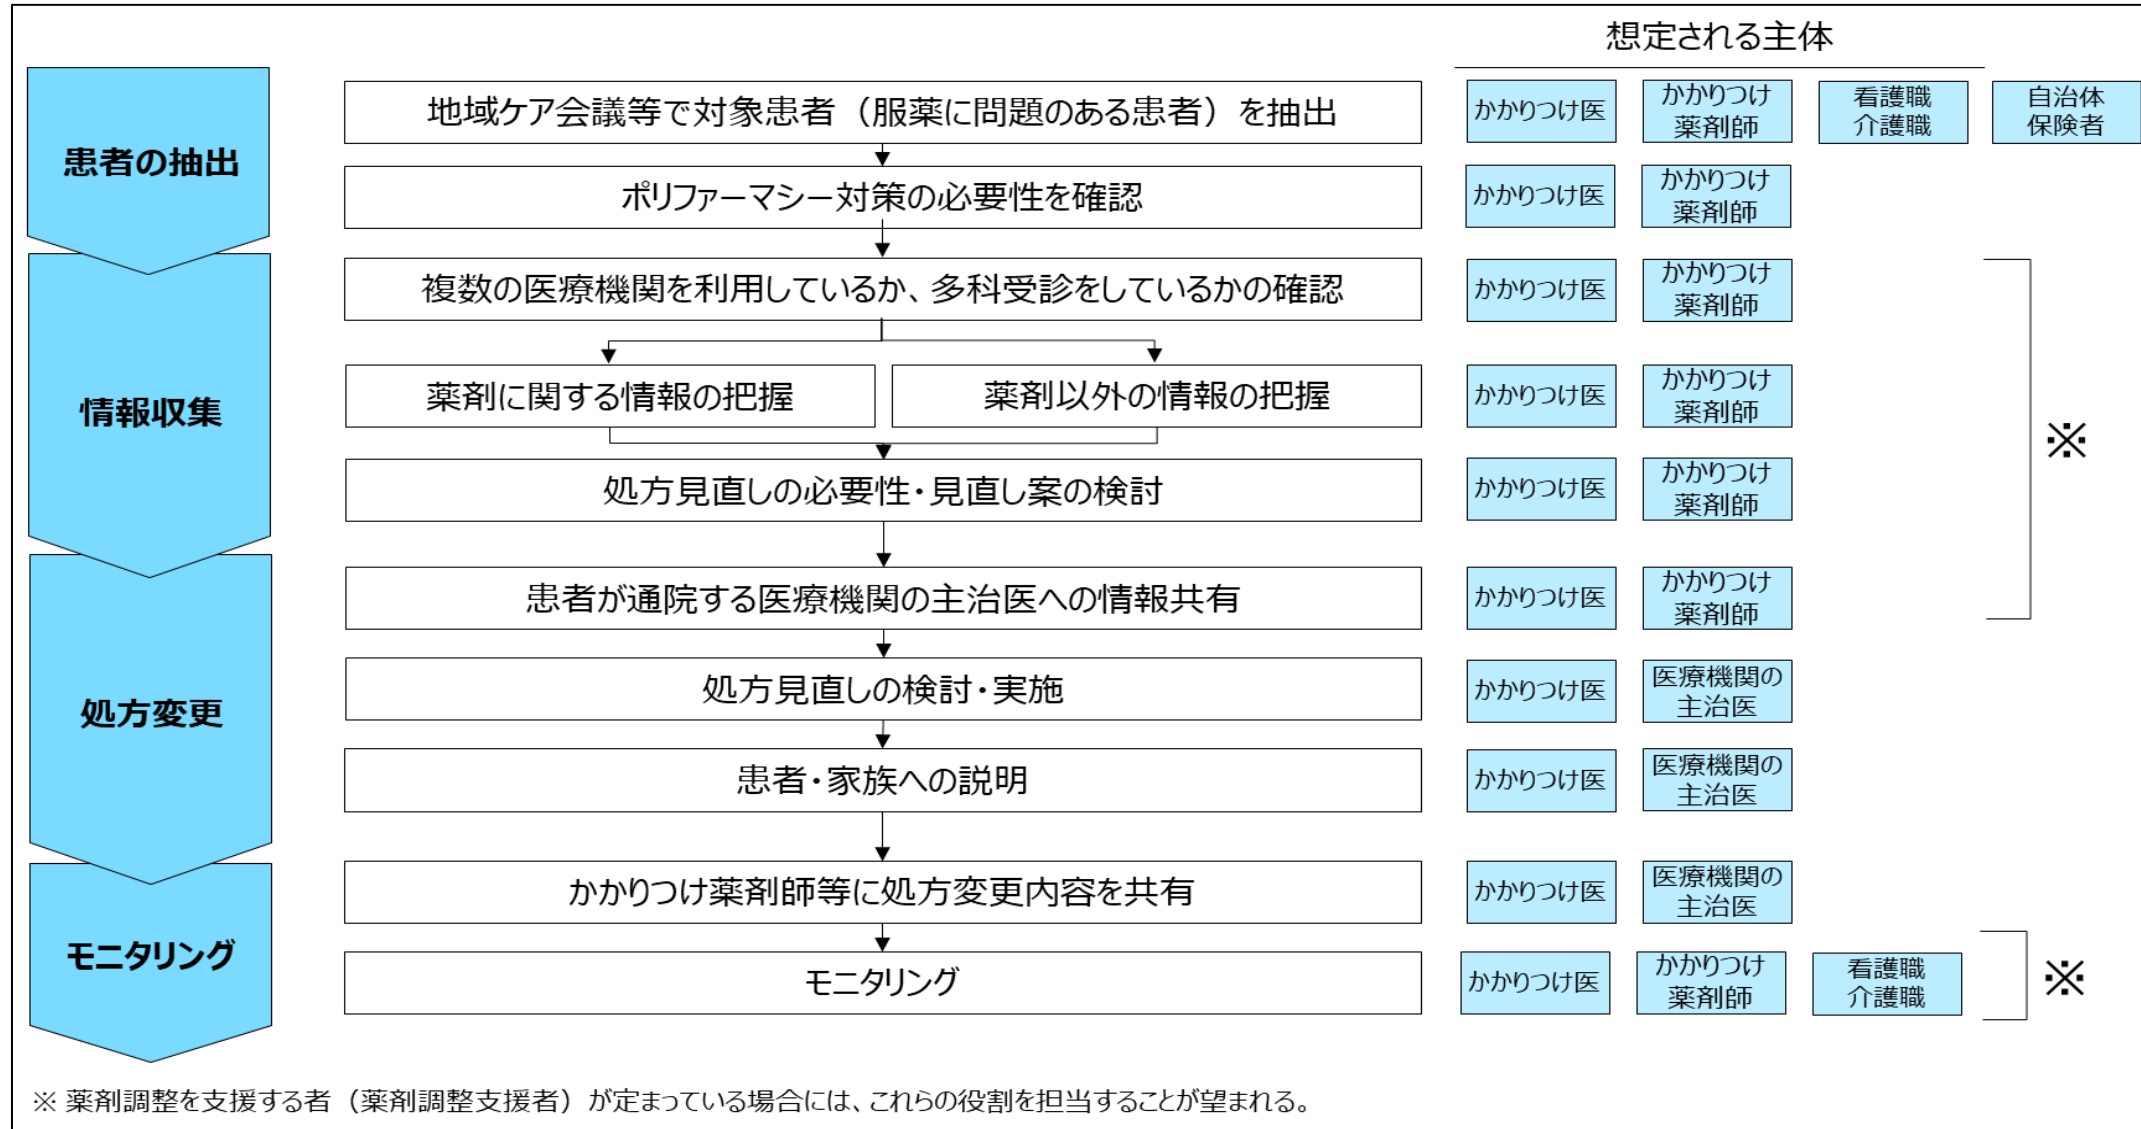 想定される主体
患者の抽出
地域ケア会議等で対象患者（服薬に問題のある患者）を抽出
かかりつけ医
かかりつけ
薬剤師
看護職
介護職
自治体
保険者
ポリファーマシー対策の必要性を確認
かかりつけ医
かかりつけ
薬剤師
情報収集
複数の医療機関を利用しているか、多科受診をしているかの確認
かかりつけ医
かかりつけ
薬剤師
薬剤に関する情報の把握
薬剤以外の情報の把握
かかりつけ医
かかりつけ
薬剤師
※
処方見直しの必要性・見直し案の検討
かかりつけ医
かかりつけ
薬剤師
処方変更
患者が通院する医療機関の主治医への情報共有
かかりつけ医
かかりつけ
薬剤師
処方見直しの検討・実施
かかりつけ医
医療機関の
主治医
患者・家族への説明
かかりつけ医
医療機関の
主治医
モニタリング
かかりつけ薬剤師等に処方変更内容を共有
かかりつけ医
医療機関の
主治医
モニタリング
かかりつけ医
かかりつけ
薬剤師
看護職
介護職
※
※ 薬剤調整を支援する者（薬剤調整支援者）が定まっている場合には、これらの役割を担当することが望まれる。